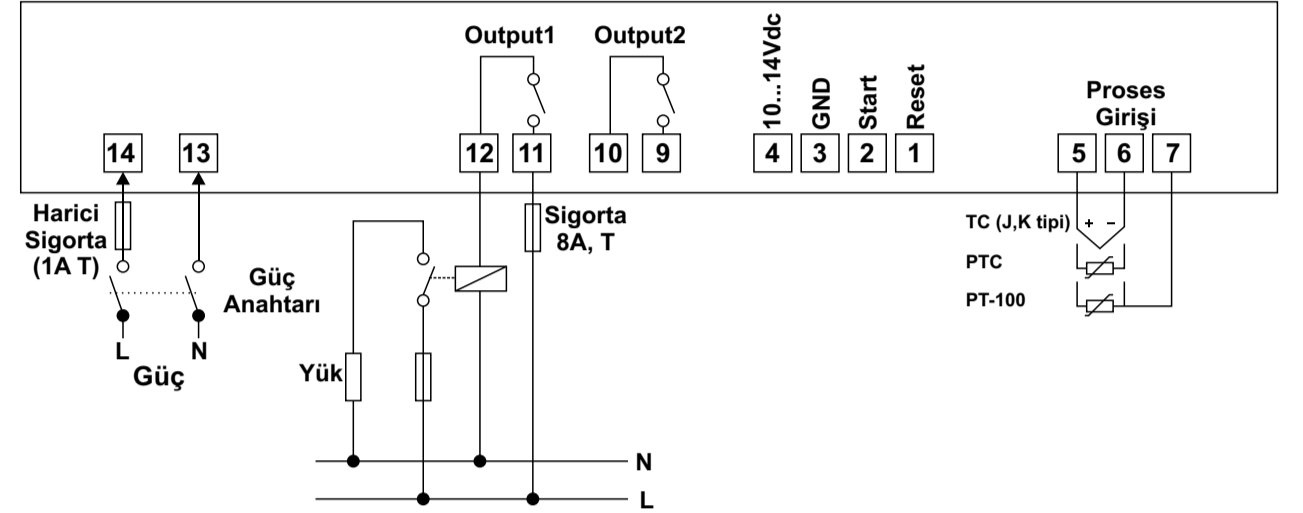 Output1
Output2
10...14Vdc
GND
Start
Reset
Proses
Girişi
14
13
12
11
10
9
4
3
2
1
5
6
7
Harici
Sigorta
(1A T)
Güç
Anahtarı
L
N
Güç
Sigorta
8A, T
Yük
N
L
TC (J,K tipi)
+ -
PTC
PT-100